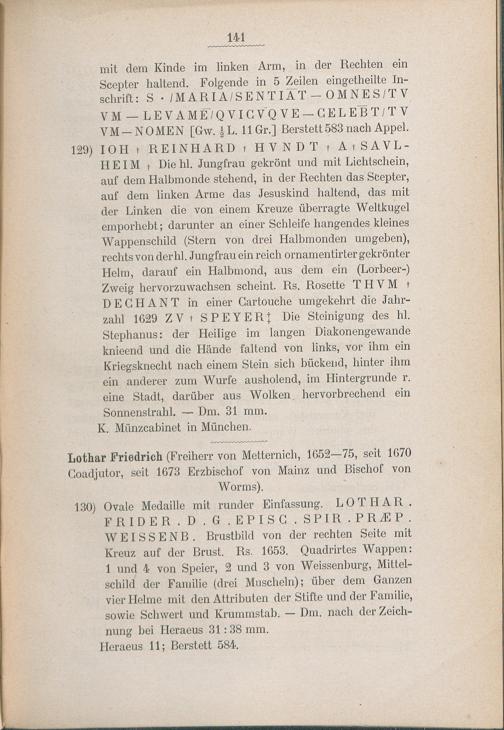 141
mit dem Kinde im linken Arm, in der Rechten ein
Scepter haltend. Folgende in 5 Zeilen eingetheilte In-
schrift: S · /MARIA/SENTIAT — OMNES/TV
VM — LEVAMĒ/QVICVQVE — CELEBT/TV
VM — NOMEN [Gw. ½ L. 11 Gr.] Berstett 583 nach Appel.
129) IOH † REINHARD † HVNDT † A † SAVL-
HEIM † Die hl. Jungfrau gekrönt und mit Lichtschein,
auf dem Halbmonde stehend, in der Rechten das Scepter,
auf dem linken Arme das Jesuskind haltend, das mit
der Linken die von einem Kreuze überragte Weltkugel
emporhebt; darunter an einer Schleife hangendes kleines
Wappenschild (Stern von drei Halbmonden umgeben),
rechts von der hl. Jungfrau ein reich ornamentirter gekrönter
Helm, darauf ein Halbmond, aus dem ein (Lorbeer-)
Zweig hervorzuwachsen scheint. Rs. Rosette THVM †
DECHANT in einer Cartouche umgekehrt die Jahr-
zahl 1629 ZV † SPEYER‡ Die Steinigung des hl.
Stephanus: der Heilige im langen Diakonengewande
knieend und die Hände faltend von links, vor ihm ein
Kriegsknecht nach einem Stein sich bückend, hinter ihm
ein anderer zum Wurfe ausholend, im Hintergrunde r.
eine Stadt, darüber aus Wolken hervorbrechend ein
Sonnenstrahl. — Dm. 31 mm.
K. Münzcabinet in München.
Lothar Friedrich (Freiherr von Metternich, 1652—75, seit 1670
Coadjutor, seit 1673 Erzbischof von Mainz und Bischof von
Worms).
130) Ovale Medaille mit runder Einfassung. LOTHAR .
FRIDER . D . G . EPISC . SPIR . PRÆP .
WEISSENB . Brustbild von der rechten Seite mit
Kreuz auf der Brust. Rs. 1653. Quadrirtes Wappen:
1 und 4 von Speier, 2 und 3 von Weissenburg, Mittel-
schild der Familie (drei Muscheln); über dem Ganzen
vier Helme mit den Attributen der Stifte und der Familie,
sowie Schwert und Krummstab. — Dm. nach der Zeich-
nung bei Heraeus 31 : 38 mm.
Heraeus 11; Berstett 584.